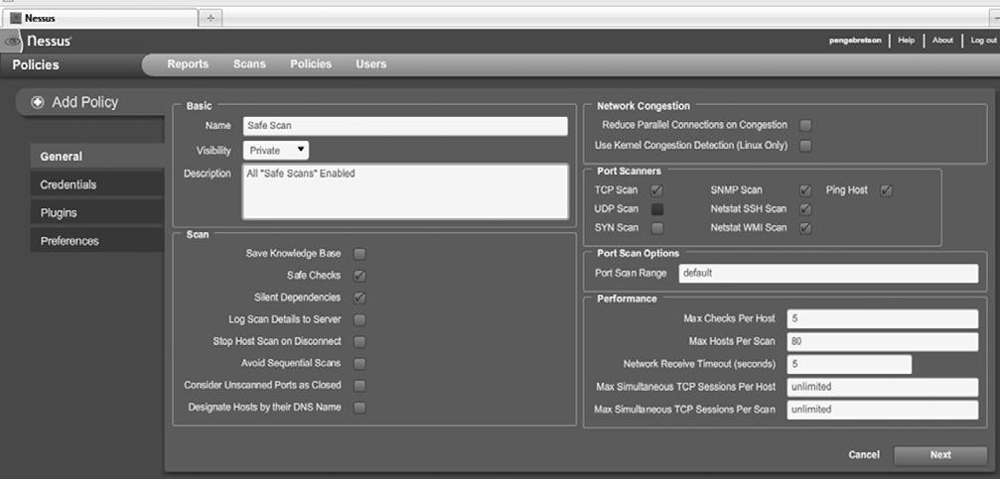 Nessus
Nessus
pengebretson Help About Log out
Policies
Reports Scans Policies Users
Add Policy
General
Credentials
Plugins
Preferences
Basic
Name Safe Scan
Visibility Private
Description All "Safe Scans" Enabled
Scan
Save Knowledge Base
Safe Checks
Silent Dependencies
Log Scan Details to Server
Stop Host Scan on Disconnect
Avoid Sequential Scans
Consider Unscanned Ports as Closed
Designate Hosts by their DNS Name
Network Congestion
Reduce Parallel Connections on Congestion
Use Kernel Congestion Detection (Linux Only)
Port Scanners
TCP Scan SNMP Scan Ping Host
UDP Scan Netstat SSH Scan
SYN Scan Netstat WMI Scan
Port Scan Options
Port Scan Range default
Performance
Max Checks Per Host 5
Max Hosts Per Scan 80
Network Receive Timeout (seconds) 5
Max Simultaneous TCP Sessions Per Host unlimited
Max Simultaneous TCP Sessions Per Scan unlimited
Cancel Next